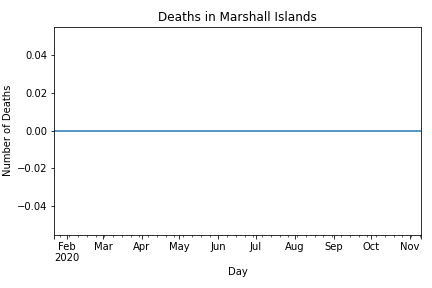 Deaths in Marshall Islands
Number of Deaths
0.04
0.02
0.00
−0.02
−0.04
Feb Mar Apr May Jun Jul Aug Sep Oct Nov
2020
Day